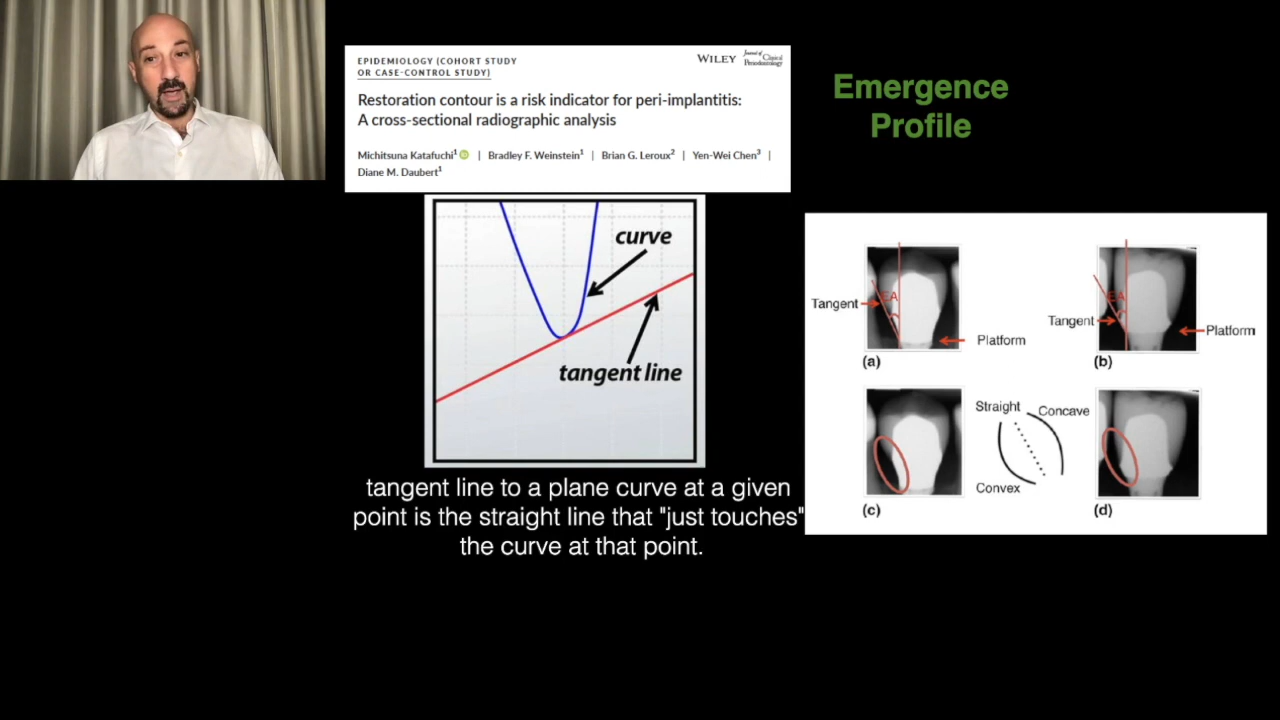 EPIDEMIOLOGY (COHORT STUDY
OR CASE-CONTROL STUDY)
WILEY
Journal of
Clinical
Periodontology
Restoration contour is a risk indicator for peri-implantitis:
A cross-sectional radiographic analysis
Michitsuna Katafuchi1 | Bradley F. Weinstein1 | Brian G. Leroux2 | Yen-Wei Chen3 |
Diane M. Daubert1
Emergence
Profile
curve
tangent line
tangent line to a plane curve at a given
point is the straight line that "just touches"
the curve at that point.
EA
Tangent
Platform
(a)
EA
Tangent
Platform
(b)
Straight
Concave
Convex
(c)
(d)